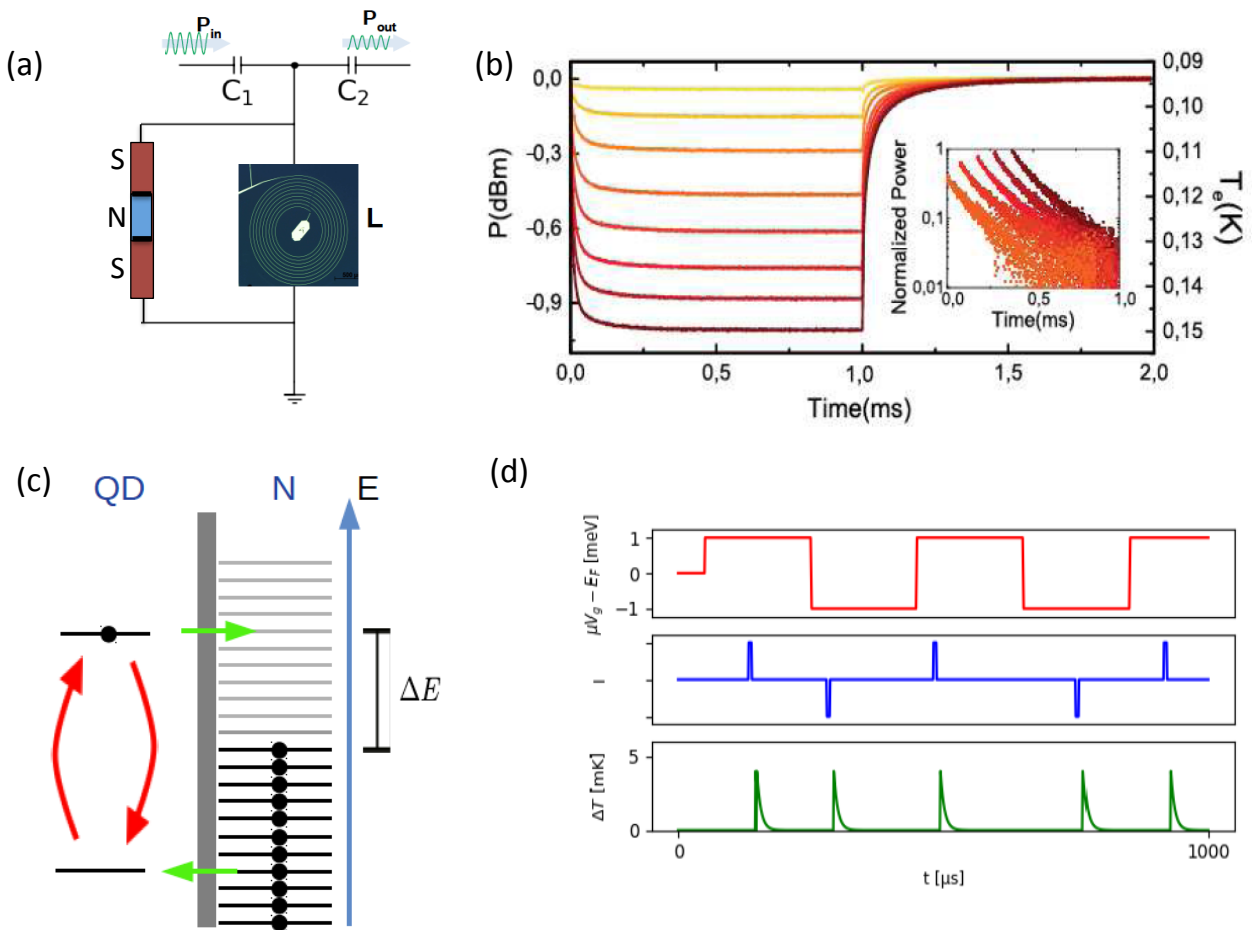 (a)
P_in
P_out
C_1
C_2
S
N
S
L
(b)
P(dBm)
0,0
-0,3
-0,6
-0,9
0,0
0,5
1,0
1,5
2,0
Time(ms)
0,09
0,10
0,11
0,12
0,13
0,14
0,15
T_e(K)
Normalized Power
1
0,1
0,01
0,0
0,5
1,0
Time(ms)
(c)
QD
N
E
ΔE
(d)
μV_g − E_F [meV]
1
0
−1
I
ΔT [mK]
5
0
0
1000
t [μs]